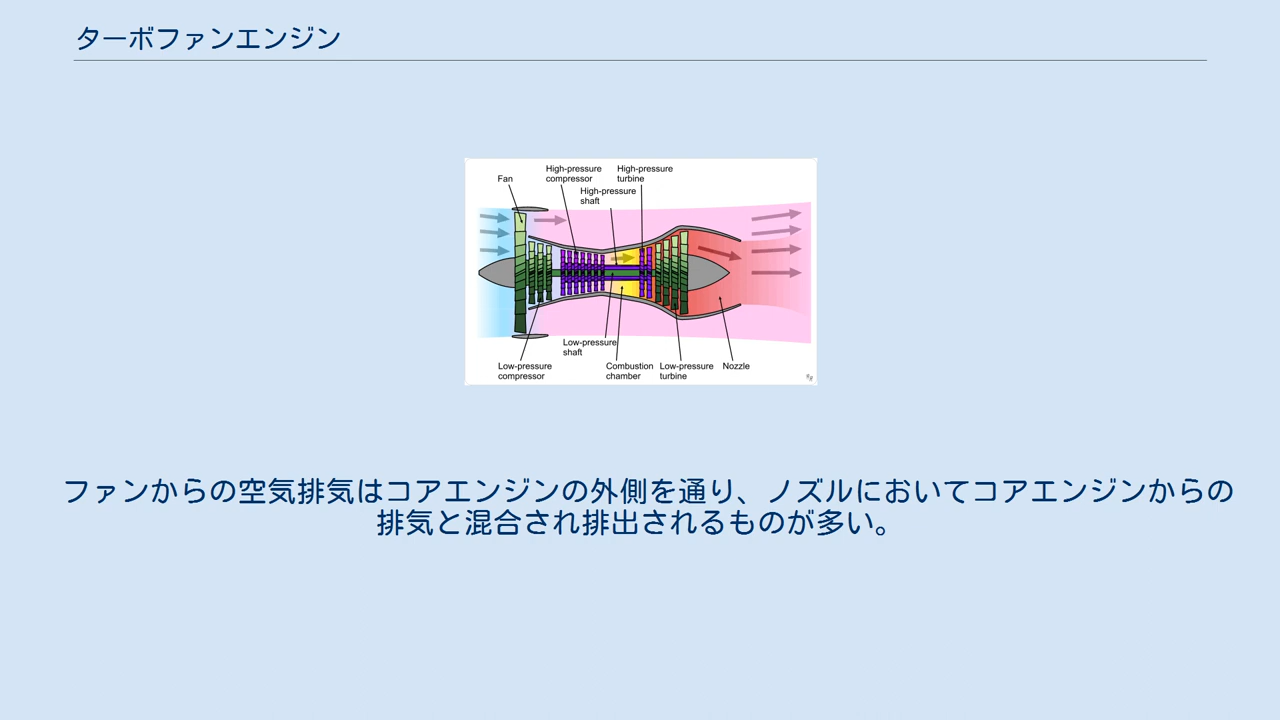 ターボファンエンジン
High-pressure
compressor
High-pressure
turbine
Fan
High-pressure
shaft
Low-pressure
shaft
Low-pressure
compressor
Combustion
chamber
Low-pressure
turbine
Nozzle
ファンからの空気排気はコアエンジンの外側を通り、ノズルにおいてコアエンジンからの
排気と混合され排出されるものが多い。